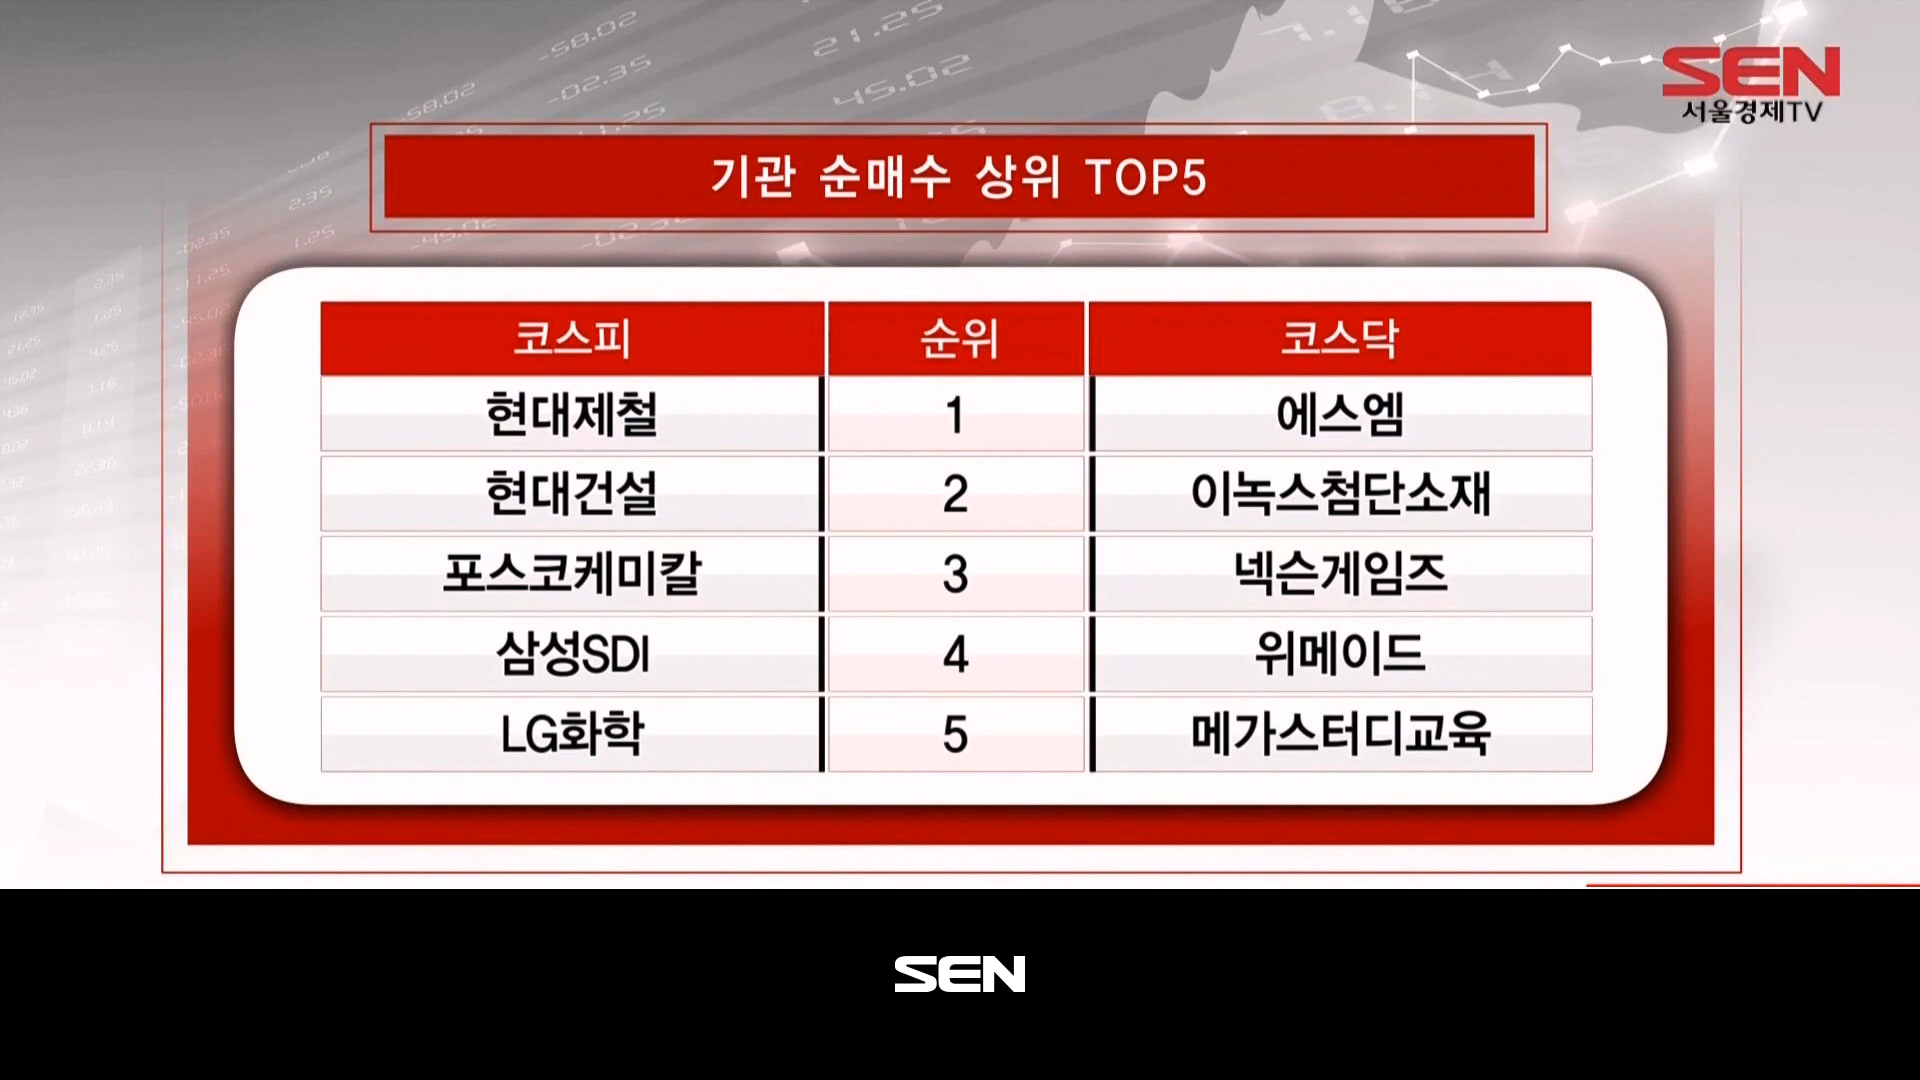 SEN
서울경제TV
기관 순매수 상위 TOP5
코스피 순위 코스닥
현대제철 1 에스엠
현대건설 2 이녹스첨단소재
포스코케미칼 3 넥슨게임즈
삼성SDI 4 위메이드
LG화학 5 메가스터디교육
SEN